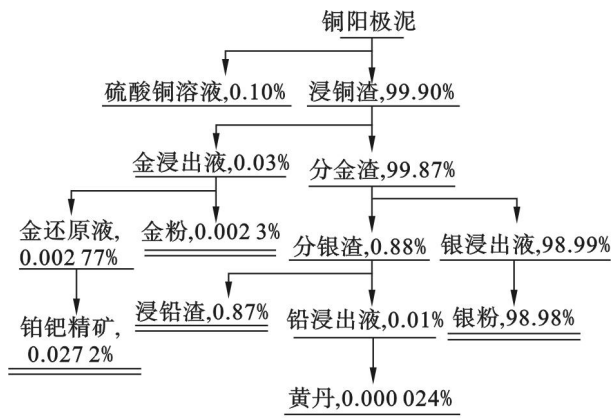 铜阳极泥
硫酸铜溶液,0.10%
浸铜渣,99.90%
金浸出液,0.03%
分金渣,99.87%
金还原液,
0.002 77%
金粉,0.002 3%
分银渣,0.88%
银浸出液,98.99%
铂钯精矿,
0.027 2%
浸铅渣,0.87%
铅浸出液,0.01%
银粉,98.98%
黄丹,0.000 024%